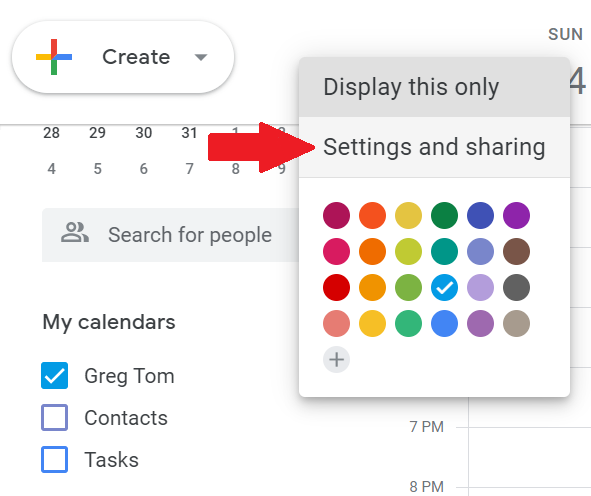 Create
SUN
4
Display this only
Settings and sharing
28 29 30 31 1 2
4 5 6 7 8 9
Search for people
My calendars
Greg Tom
Contacts
Tasks
7 PM
8 PM